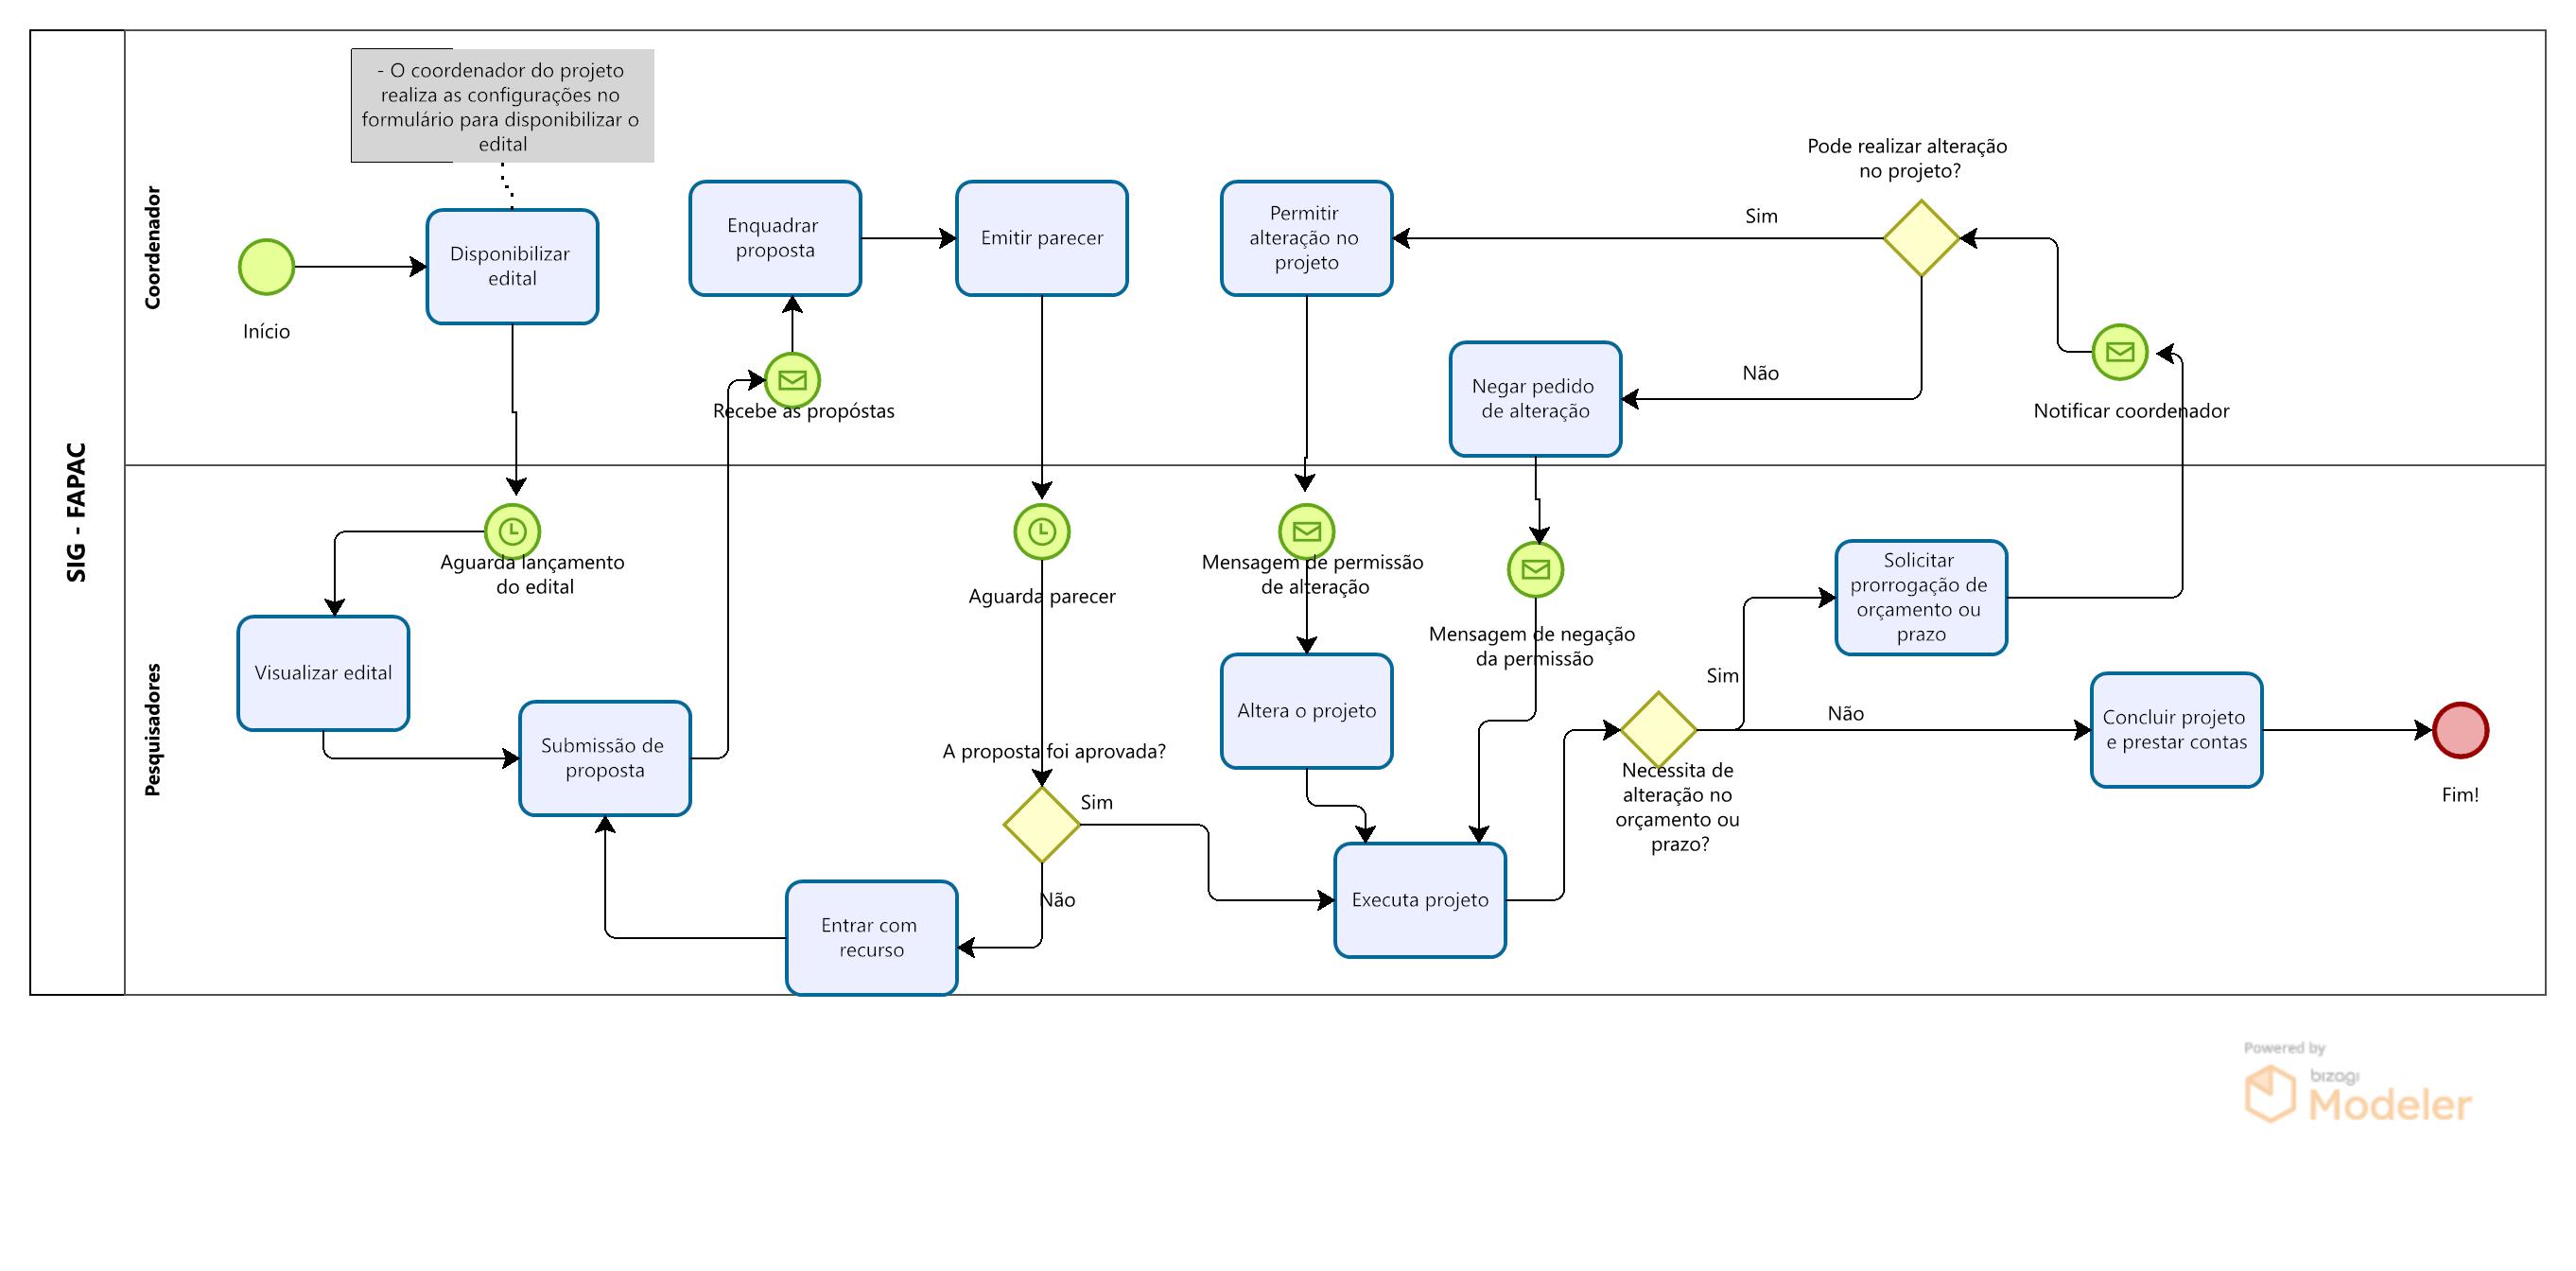 SIG - FAPAC
Coordenador
- O coordenador do projeto
realiza as configurações no
formulário para disponibilizar o
edital
Início
Disponibilizar
edital
Enquadrar
proposta
Emitir parecer
Recebe as propóstas
Permitir
alteração no
projeto
Sim
Pode realizar alteração
no projeto?
Não
Negar pedido
de alteração
Notificar coordenador
Pesquisadores
Aguarda lançamento
do edital
Visualizar edital
Submissão de
proposta
Aguarda parecer
A proposta foi aprovada?
Sim
Não
Entrar com
recurso
Mensagem de permissão
de alteração
Altera o projeto
Mensagem de negação
da permissão
Executa projeto
Necessita de
alteração no
orçamento ou
prazo?
Sim
Não
Solicitar
prorrogação de
orçamento ou
prazo
Concluir projeto
e prestar contas
Fim!
Powered by
bizagi
Modeler